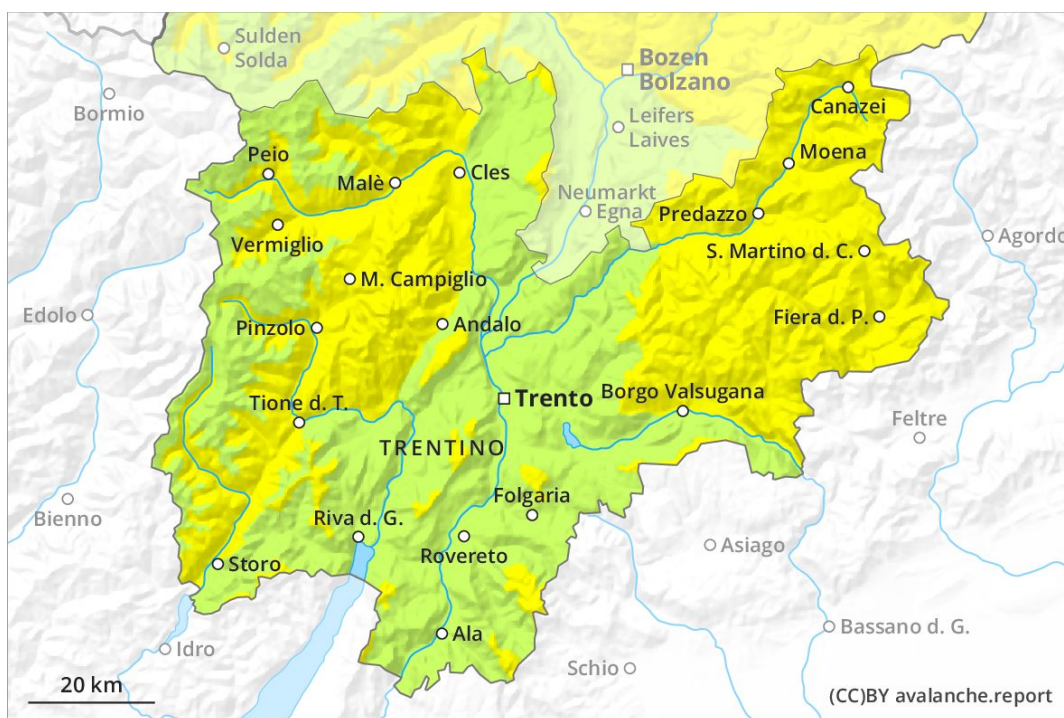 Sulden
Solda
Bozen
Bolzano
Bormio
Canazei
Leifers
Laives
Peio
Moena
Malè
Cles
Neumarkt
Egna
Predazzo
Vermiglio
Agordo
S. Martino d. C.
M. Campiglio
Edolo
Pinzolo
Andalo
Fiera d. P.
Trento
Borgo Valsugana
Tione d. T.
Feltre
TRENTINO
Bienno
Folgaria
Riva d. G.
Rovereto
Asiago
Storo
Ala
Bassano d. G.
Idro
Schio
20 km
(CC)BY avalanche.report